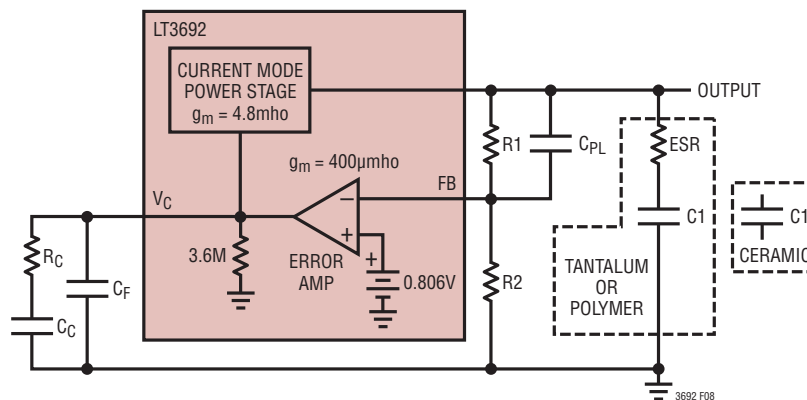 LT3692
CURRENT MODE
POWER STAGE
gm = 4.8mho
OUTPUT
R1
CPL
ESR
gm = 400µmho
FB
VC
–
+
C1
C1
CERAMIC
RC
CF
3.6M
ERROR
AMP
+
0.806V
R2
TANTALUM
OR
POLYMER
CC
3692 F08